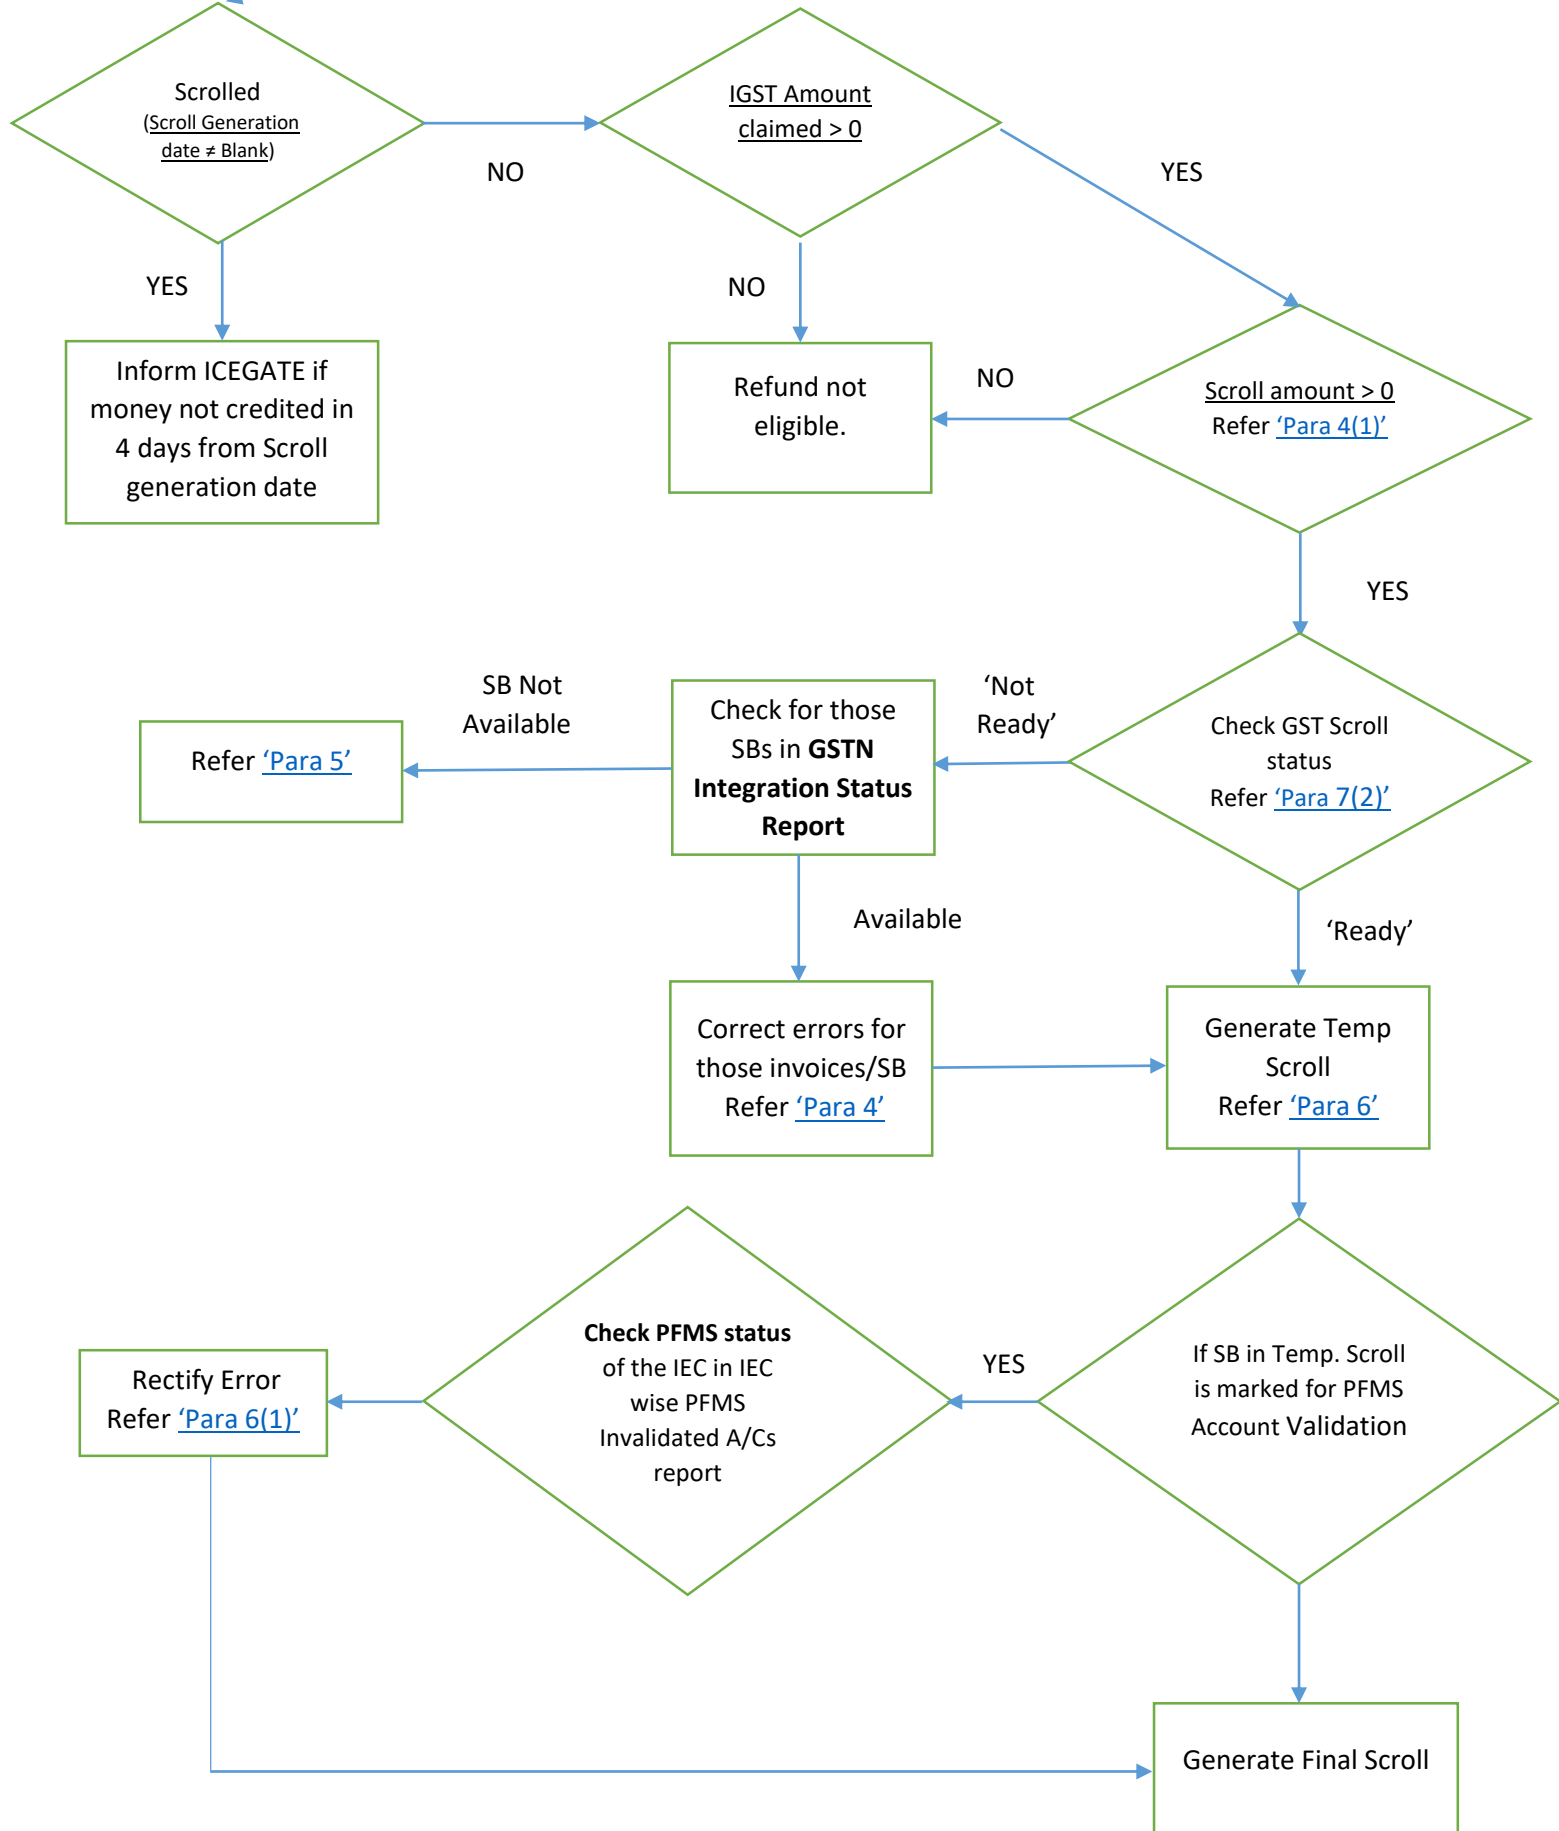 Scrolled
(Scroll Generation
date ≠ Blank)
NO
IGST Amount
claimed > 0
YES
YES
NO
Inform ICEGATE if
money not credited in
4 days from Scroll
generation date
Refund not
eligible.
NO
Scroll amount > 0
Refer ‘Para 4(1)’
YES
SB Not
Available
Refer ‘Para 5’
Check for those
SBs in GSTN
Integration Status
Report
‘Not
Ready’
Check GST Scroll
status
Refer ‘Para 7(2)’
Available
‘Ready’
Correct errors for
those invoices/SB
Refer ‘Para 4’
Generate Temp
Scroll
Refer ‘Para 6’
Rectify Error
Refer ‘Para 6(1)’
Check PFMS status
of the IEC in IEC
wise PFMS
Invalidated A/Cs
report
YES
If SB in Temp. Scroll
is marked for PFMS
Account Validation
Generate Final Scroll